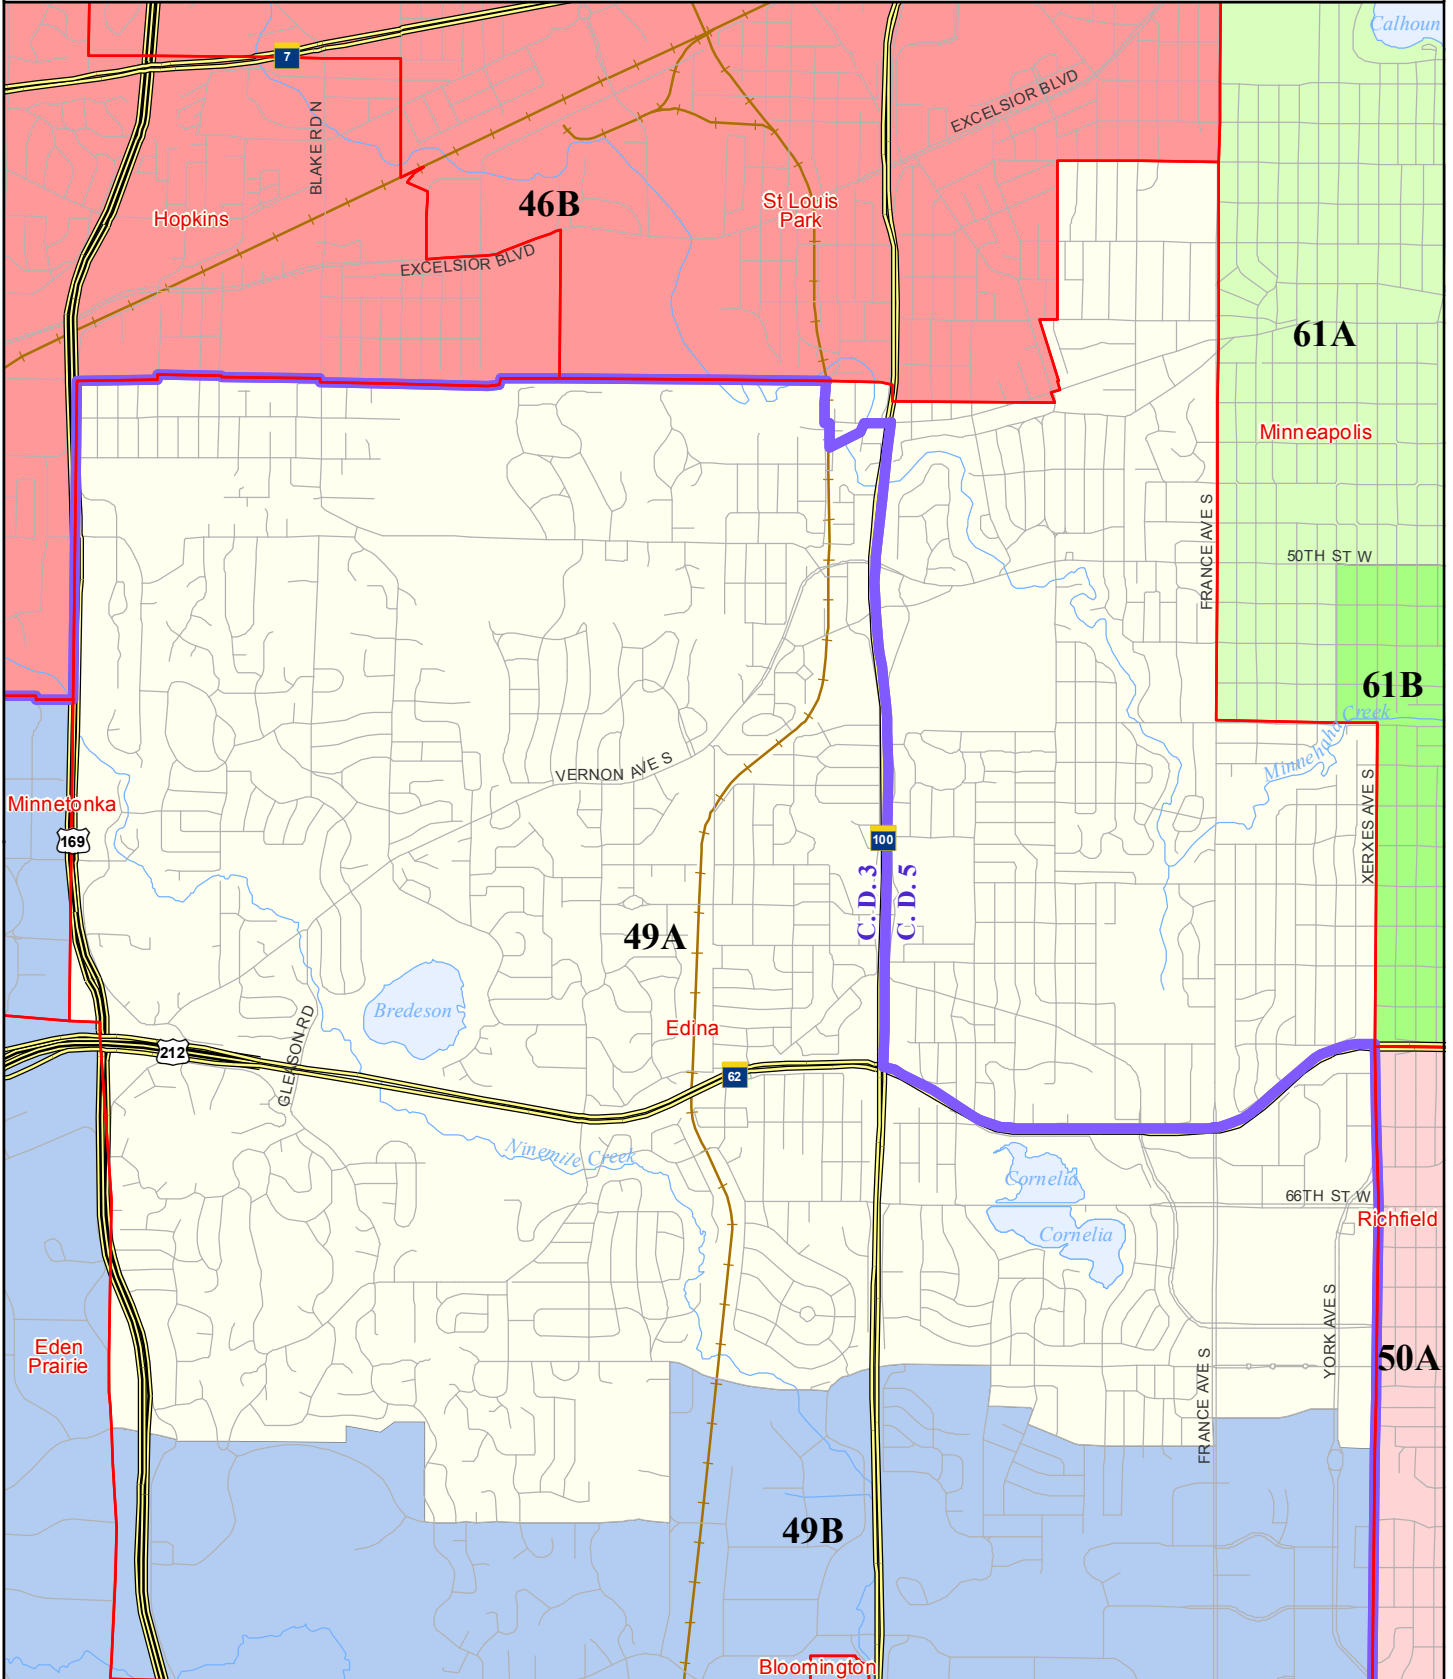 Calhoun
7
EXCELSIOR BLVD
BLAKE RD N
46B
St Louis
Park
Hopkins
EXCELSIOR BLVD
61A
Minneapolis
FRANCE AVE S
50TH ST W
61B
Minnehaha Creek
VERNON AVE S
Minnetonka
169
100
XERXES AVE S
C. D. 3
C. D. 5
49A
Bredeson
Edina
GLEASON RD
212
62
Ninemile Creek
Cornelia
66TH ST W
Richfield
Cornelia
YORK AVE S
Eden
Prairie
FRANCE AVE S
50A
49B
Bloomington